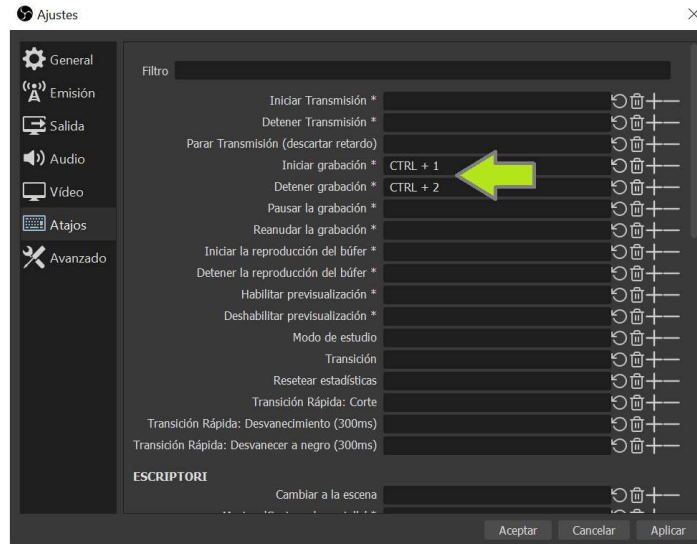 Ajustes
General
Emisión
Salida
Audio
Vídeo
Atajos
Avanzado
Filtro
Iniciar Transmisión *
Detener Transmisión *
Parar Transmisión (descartar retardo)
Iniciar grabación * CTRL + 1
Detener grabación * CTRL + 2
Pausar la grabación *
Reanudar la grabación *
Iniciar la reproducción del búfer *
Detener la reproducción del búfer *
Habilitar previsualización *
Deshabilitar previsualización *
Modo de estudio
Transición
Resetear estadísticas
Transición Rápida: Corte
Transición Rápida: Desvanecimiento (300ms)
Transición Rápida: Desvanecer a negro (300ms)
ESCRIPTORI
Cambiar a la escena
Aceptar Cancelar Aplicar